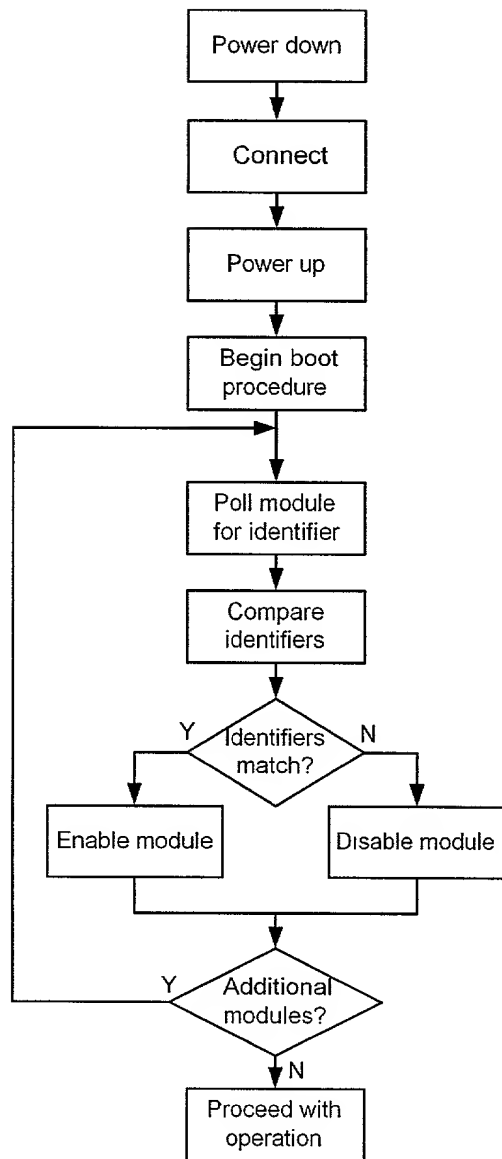 Power down
Connect
Power up
Begin boot
procedure
Poll module
for identifier
Compare
identifiers
Y
Identifiers
match?
N
Enable module
Disable module
Y
Additional
modules?
N
Proceed with
operation